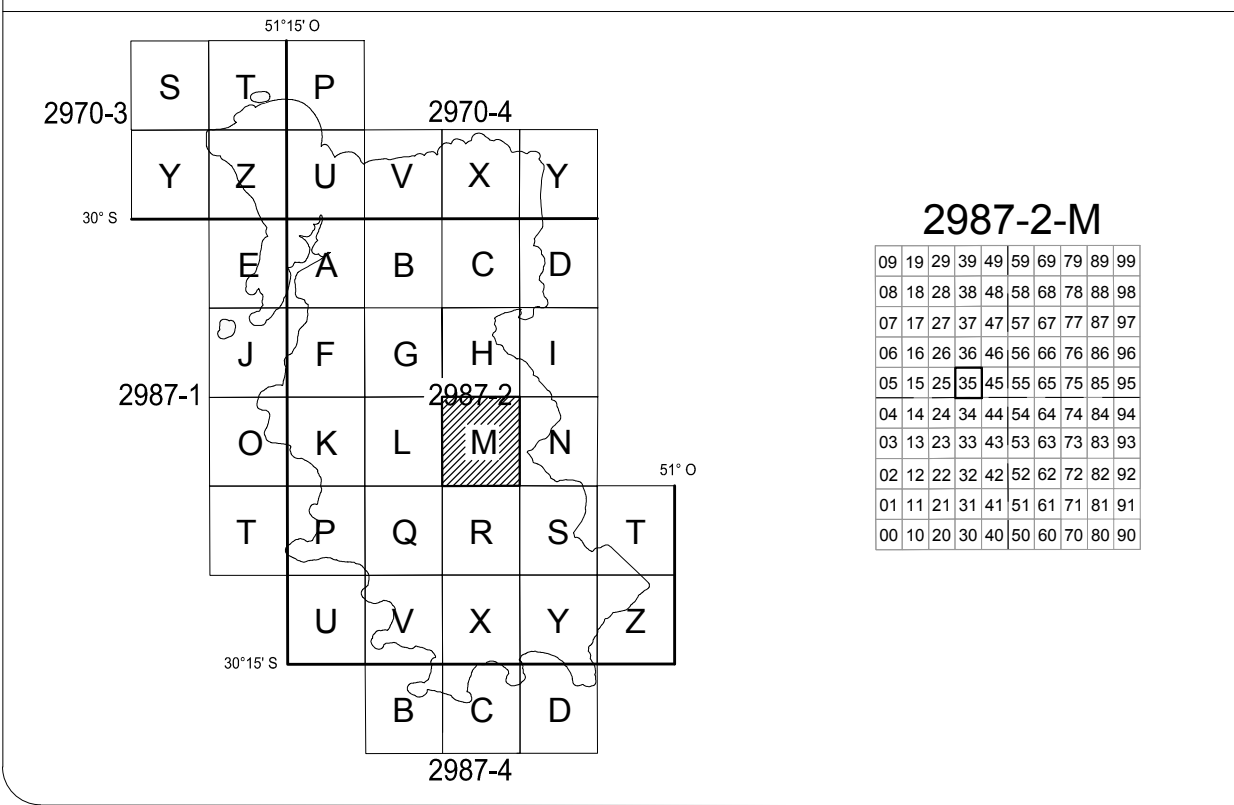 51°15' O
S T P
2970-3 2970-4
Y Z U V X Y
30° S
E A B C D
J F G H I
2987-1 2987-2
O K L M N
51° O
T P Q R S T
U V X Y Z
30°15' S
B C D
2987-4
2987-2-M
09 19 29 39 49 59 69 79 89 99
08 18 28 38 48 58 68 78 88 98
07 17 27 37 47 57 67 77 87 97
06 16 26 36 46 56 66 76 86 96
05 15 25 35 45 55 65 75 85 95
04 14 24 34 44 54 64 74 84 94
03 13 23 33 43 53 63 73 83 93
02 12 22 32 42 52 62 72 82 92
01 11 21 31 41 51 61 71 81 91
00 10 20 30 40 50 60 70 80 90